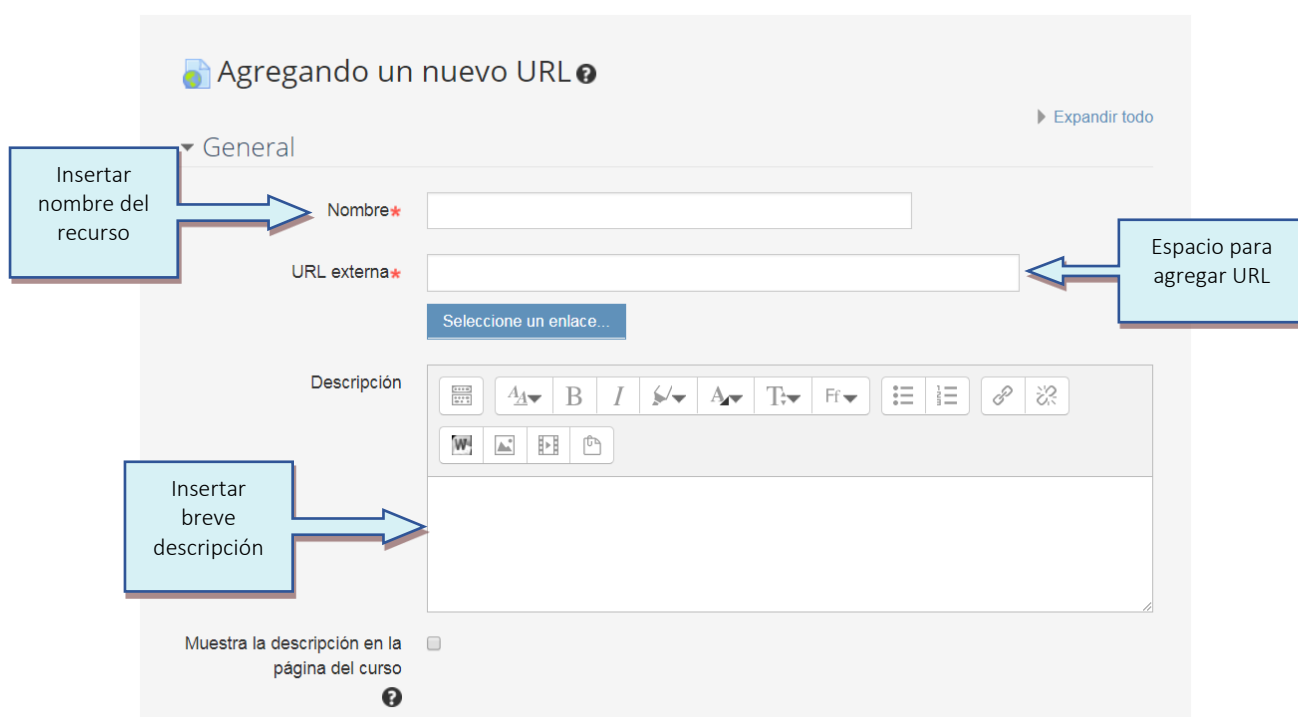 Agregando un nuevo URL
Expandir todo
General
Insertar
nombre del
recurso
Nombre*
Espacio para
agregar URL
URL externa*
Seleccione un enlace...
Descripción
B
I
A
T
Ff
W
Insertar
breve
descripción
Muestra la descripción en la
página del curso